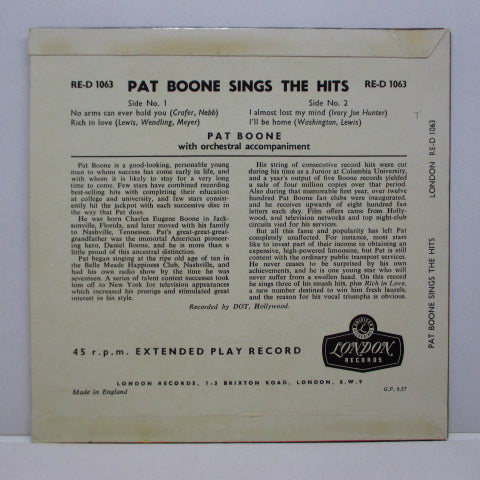 RE-D 1063 PAT BOONE SINGS THE HITS RE-D 1063
Side No. 1
No arms can ever hold you (Crafer, Nebb)
Rich in love (Lewis, Wendling, Meyer)
Side No. 2
I almost lost my mind (Ivory Joe Hunter)
I'll be home (Washington, Lewis)
PAT BOONE
with orchestral accompaniment
Pat Boone is a good-looking, personable young
man to whom success has come early in life, and
with whom it is likely to stay for a very long
time to come. Few stars have combined recording
best-selling hits with completing their education
at college and university, and few stars consist-
ently hit the jackpot with each successive disc in
the way that Pat does.
He was born Charles Eugene Boone in Jack-
sonville, Florida, and later moved with his family
to Nashville, Tennessee. Pat's great-great-great-
grandfather was the immortal American pioneer-
ing hero, Daniel Boone, and he is more than a
little proud of this ancestral distinction.
Pat began singing at the ripe old age of ten in
the Belle Meade Happiness Club, Nashville, and
had his own radio show by the time he was
seventeen. A series of talent contest successes took
him off to New York for television appearances
which increased his prestige and stimulated great
interest in his style.
His string of consecutive record hits were cut
during his time as a Junior at Columbia University,
and a year's output of five Boone records yielded
a sale of four million copies over that period.
Also during that memorable first year, over twelve
hundred Pat Boone fan clubs were inaugurated,
and he receives upwards of eight hundred fan
letters each day. Film offers came from Holly-
wood, and television networks and top night-club
circuits vied for his services.
But all this fame and popularity has left Pat
completely unaffected. For instance, most stars
like to invest part of their income in obtaining an
expensive, high-powered limousine, but Pat is still
content with the ordinary public transport services.
He never ceases to be surprised by his own
achievements, and he is one young star who will
never suffer from a swollen head. On this record
he sings three of his smash hits, plus Rich in Love,
a new number destined to win him fresh laurels,
and the reason for his vocal triumphs is obvious.
Recorded by DOT, Hollywood.
45 r.p.m. EXTENDED PLAY RECORD
LONDON
RECORDS
LONDON RECORDS, 1-3 BRIXTON ROAD, LONDON, S.W.9
Made in England
G.P. 9.57
PAT BOONE SINGS THE HITS LONDON RE-D 1063